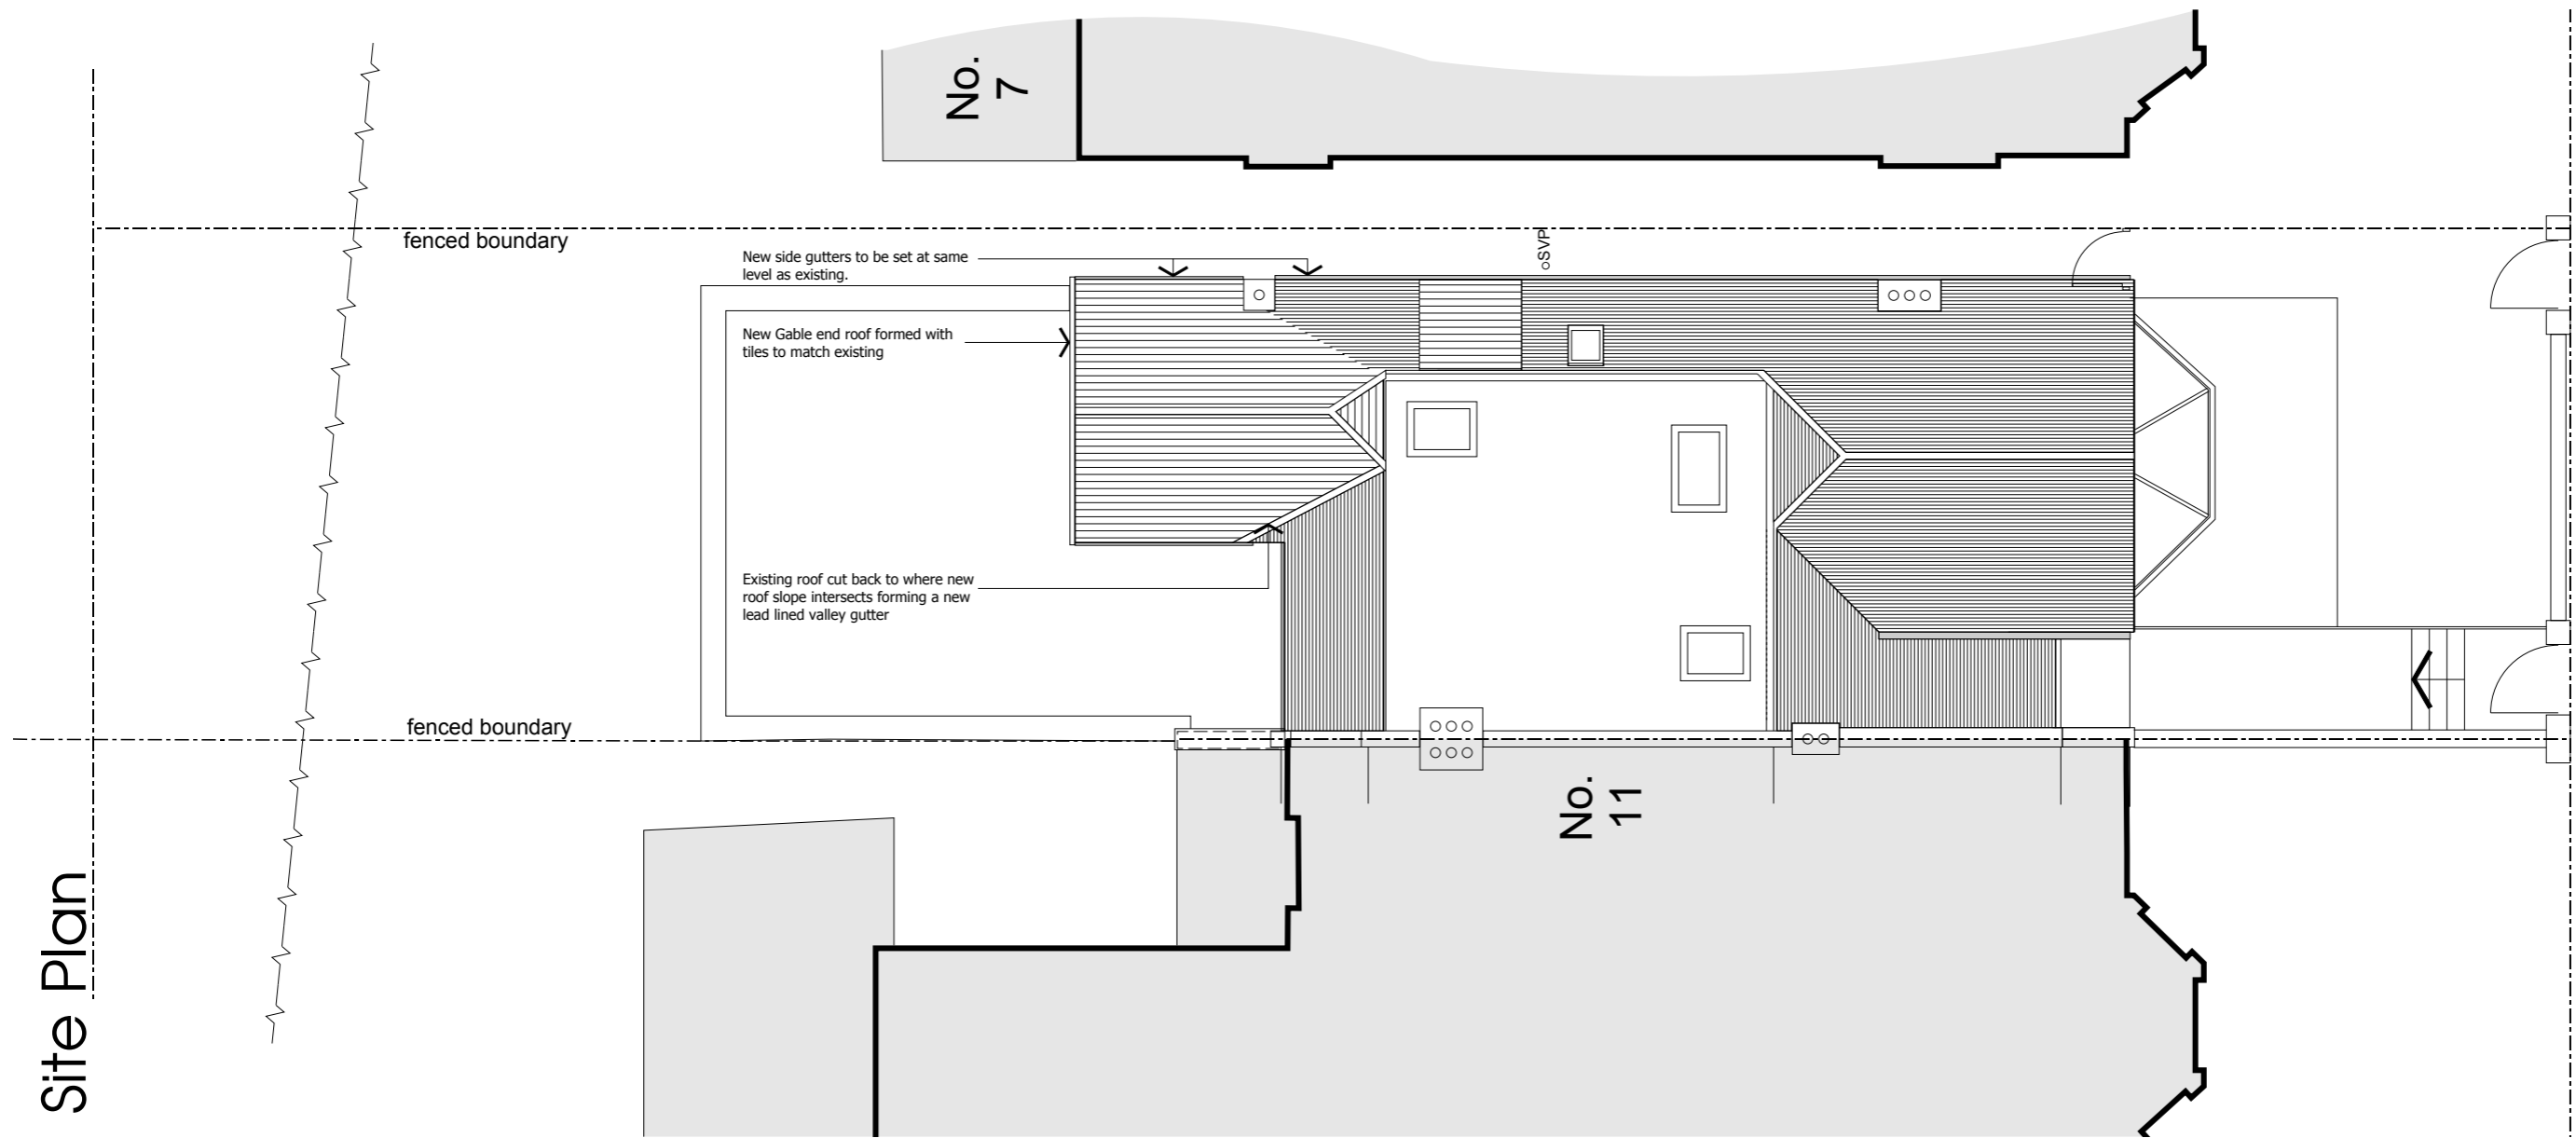 No.
7
fenced boundary
SVP
New side gutters to be set at same
level as existing.
New Gable end roof formed with
tiles to match existing
Existing roof cut back to where new
roof slope intersects forming a new
lead lined valley gutter
fenced boundary
No.
11
Site Plan